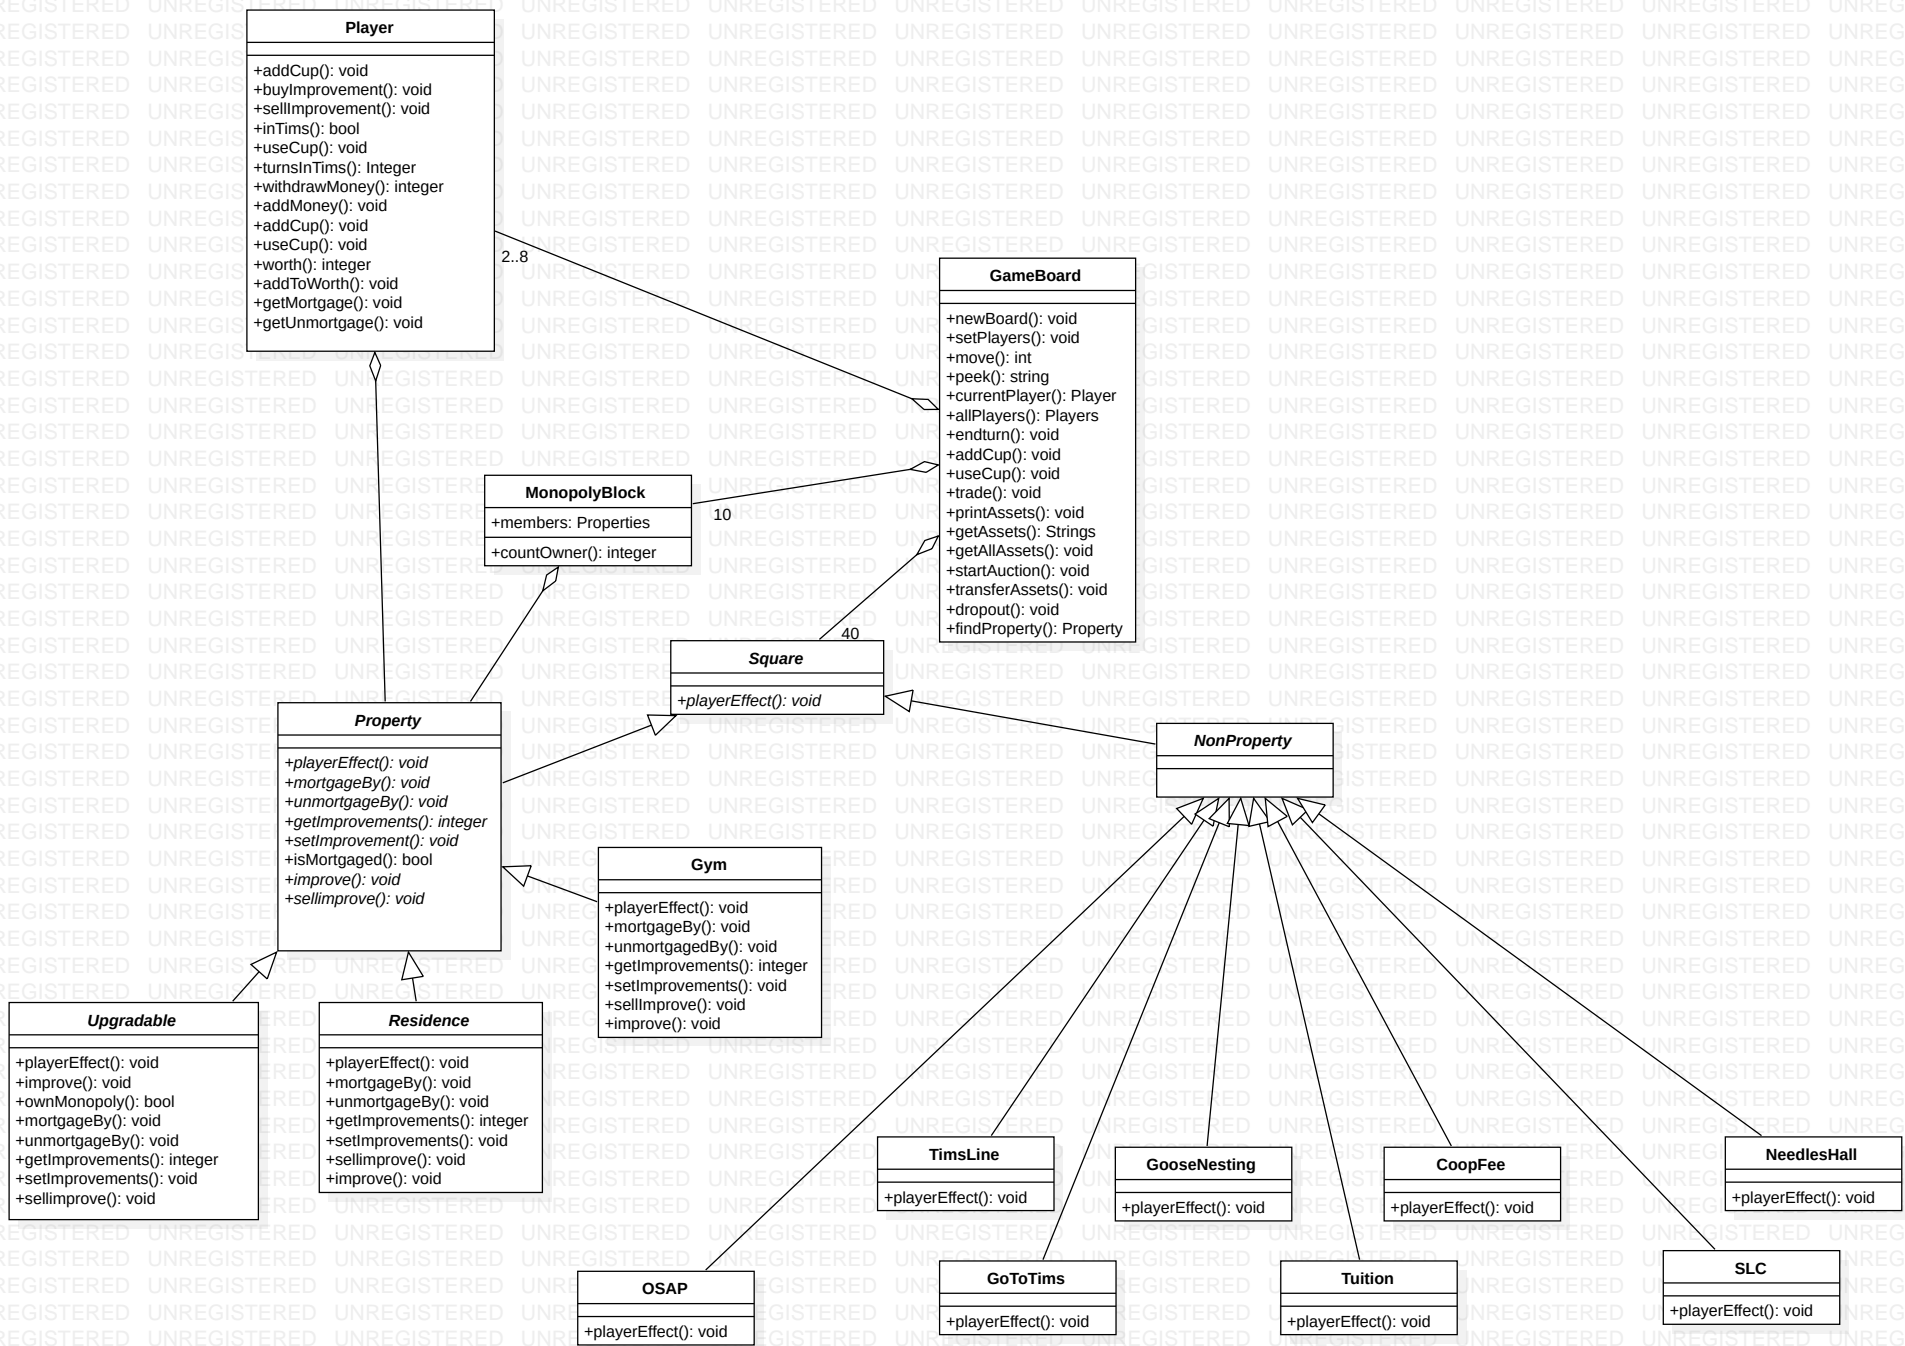 Player
+addCup(): void
+buyImprovement(): void
+sellImprovement(): void
+inTims(): bool
+useCup(): void
+turnsInTims(): Integer
+withdrawMoney(): integer
+addMoney(): void
+addCup(): void
+useCup(): void
+worth(): integer
+addToWorth(): void
+getMortgage(): void
+getUnmortgage(): void
2..8
GameBoard
+newBoard(): void
+setPlayers(): void
+move(): int
+peek(): string
+currentPlayer(): Player
+allPlayers(): Players
+endturn(): void
+addCup(): void
+useCup(): void
+trade(): void
+printAssets(): void
+getAssets(): Strings
+getAllAssets(): void
+startAuction(): void
+transferAssets(): void
+dropout(): void
+findProperty(): Property
MonopolyBlock
+members: Properties
+countOwner(): integer
10
40
Square
+playerEffect(): void
Property
+playerEffect(): void
+mortgageBy(): void
+unmortgageBy(): void
+getImprovements(): integer
+setImprovement(): void
+isMortgaged(): bool
+improve(): void
+sellimprove(): void
NonProperty
Gym
+playerEffect(): void
+mortgageBy(): void
+unmortgagedBy(): void
+getImprovements(): integer
+setImprovements(): void
+sellImprove(): void
+improve(): void
Upgradable
+playerEffect(): void
+improve(): void
+ownMonopoly(): bool
+mortgageBy(): void
+unmortgageBy(): void
+getImprovements(): integer
+setImprovements(): void
+sellimprove(): void
Residence
+playerEffect(): void
+mortgageBy(): void
+unmortgageBy(): void
+getImprovements(): integer
+setImprovements(): void
+sellimprove(): void
+improve(): void
TimsLine
+playerEffect(): void
GooseNesting
+playerEffect(): void
CoopFee
+playerEffect(): void
NeedlesHall
+playerEffect(): void
OSAP
+playerEffect(): void
GoToTims
+playerEffect(): void
Tuition
+playerEffect(): void
SLC
+playerEffect(): void
UNREGISTERED